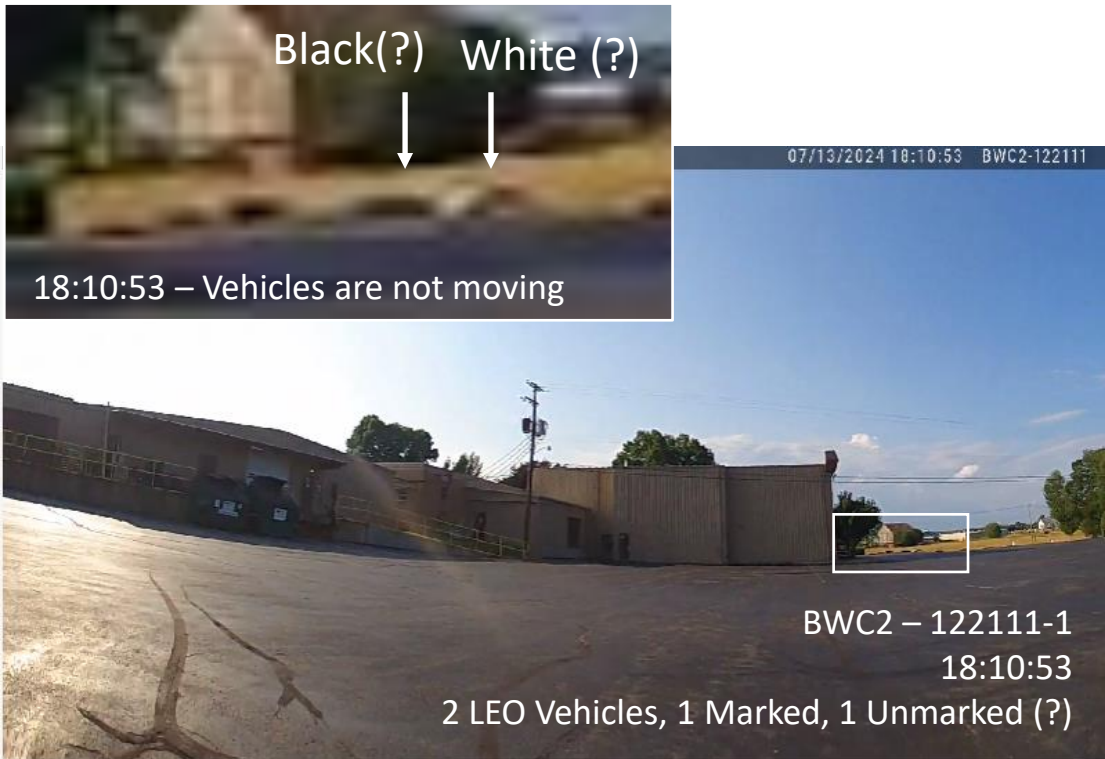 Black(?) White (?)
18:10:53 – Vehicles are not moving
07/13/2024 18:10:53 BWC2-122111
BWC2 – 122111-1
18:10:53
2 LEO Vehicles, 1 Marked, 1 Unmarked (?)